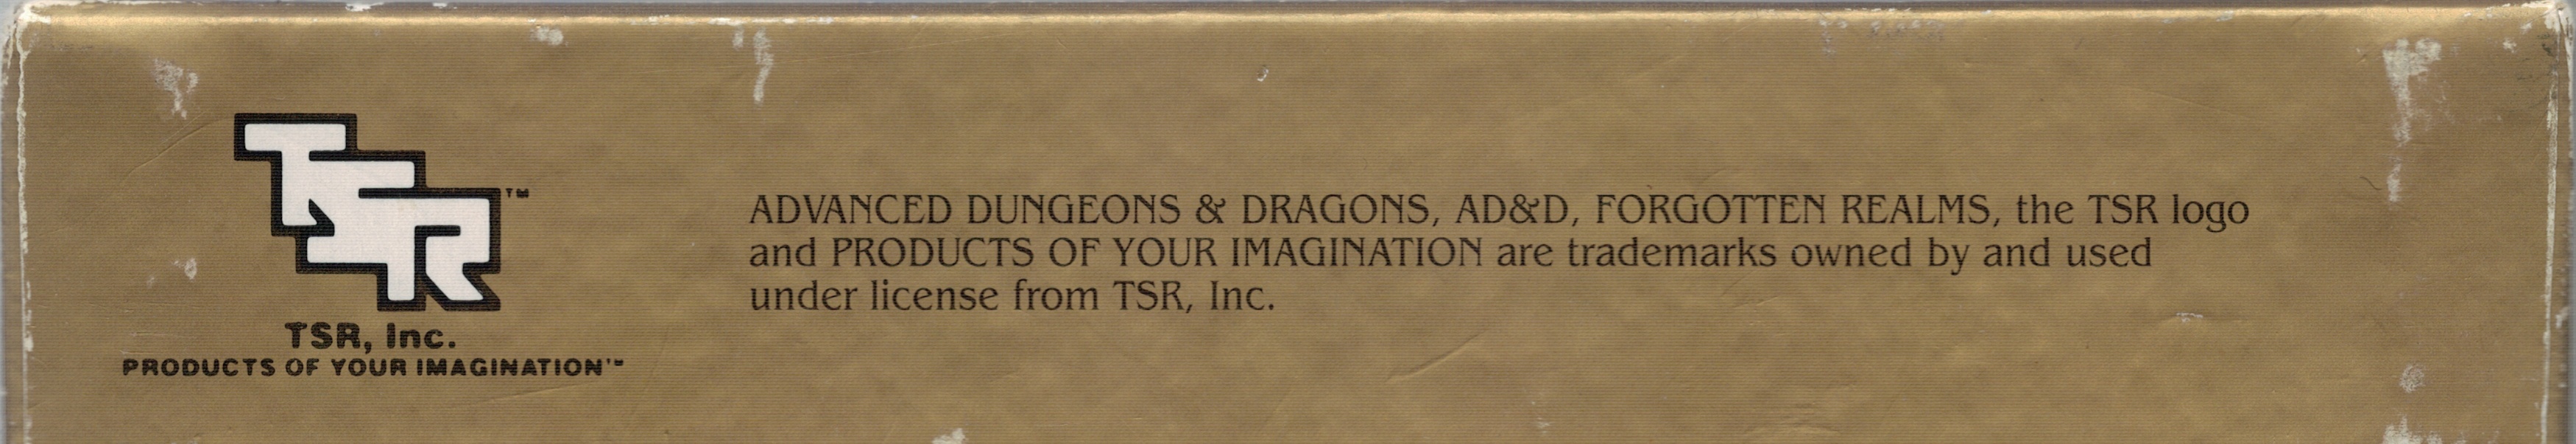 TSR™
TSR, Inc.
PRODUCTS OF YOUR IMAGINATION™
ADVANCED DUNGEONS & DRAGONS, AD&D, FORGOTTEN REALMS, the TSR logo
and PRODUCTS OF YOUR IMAGINATION are trademarks owned by and used
under license from TSR, Inc.